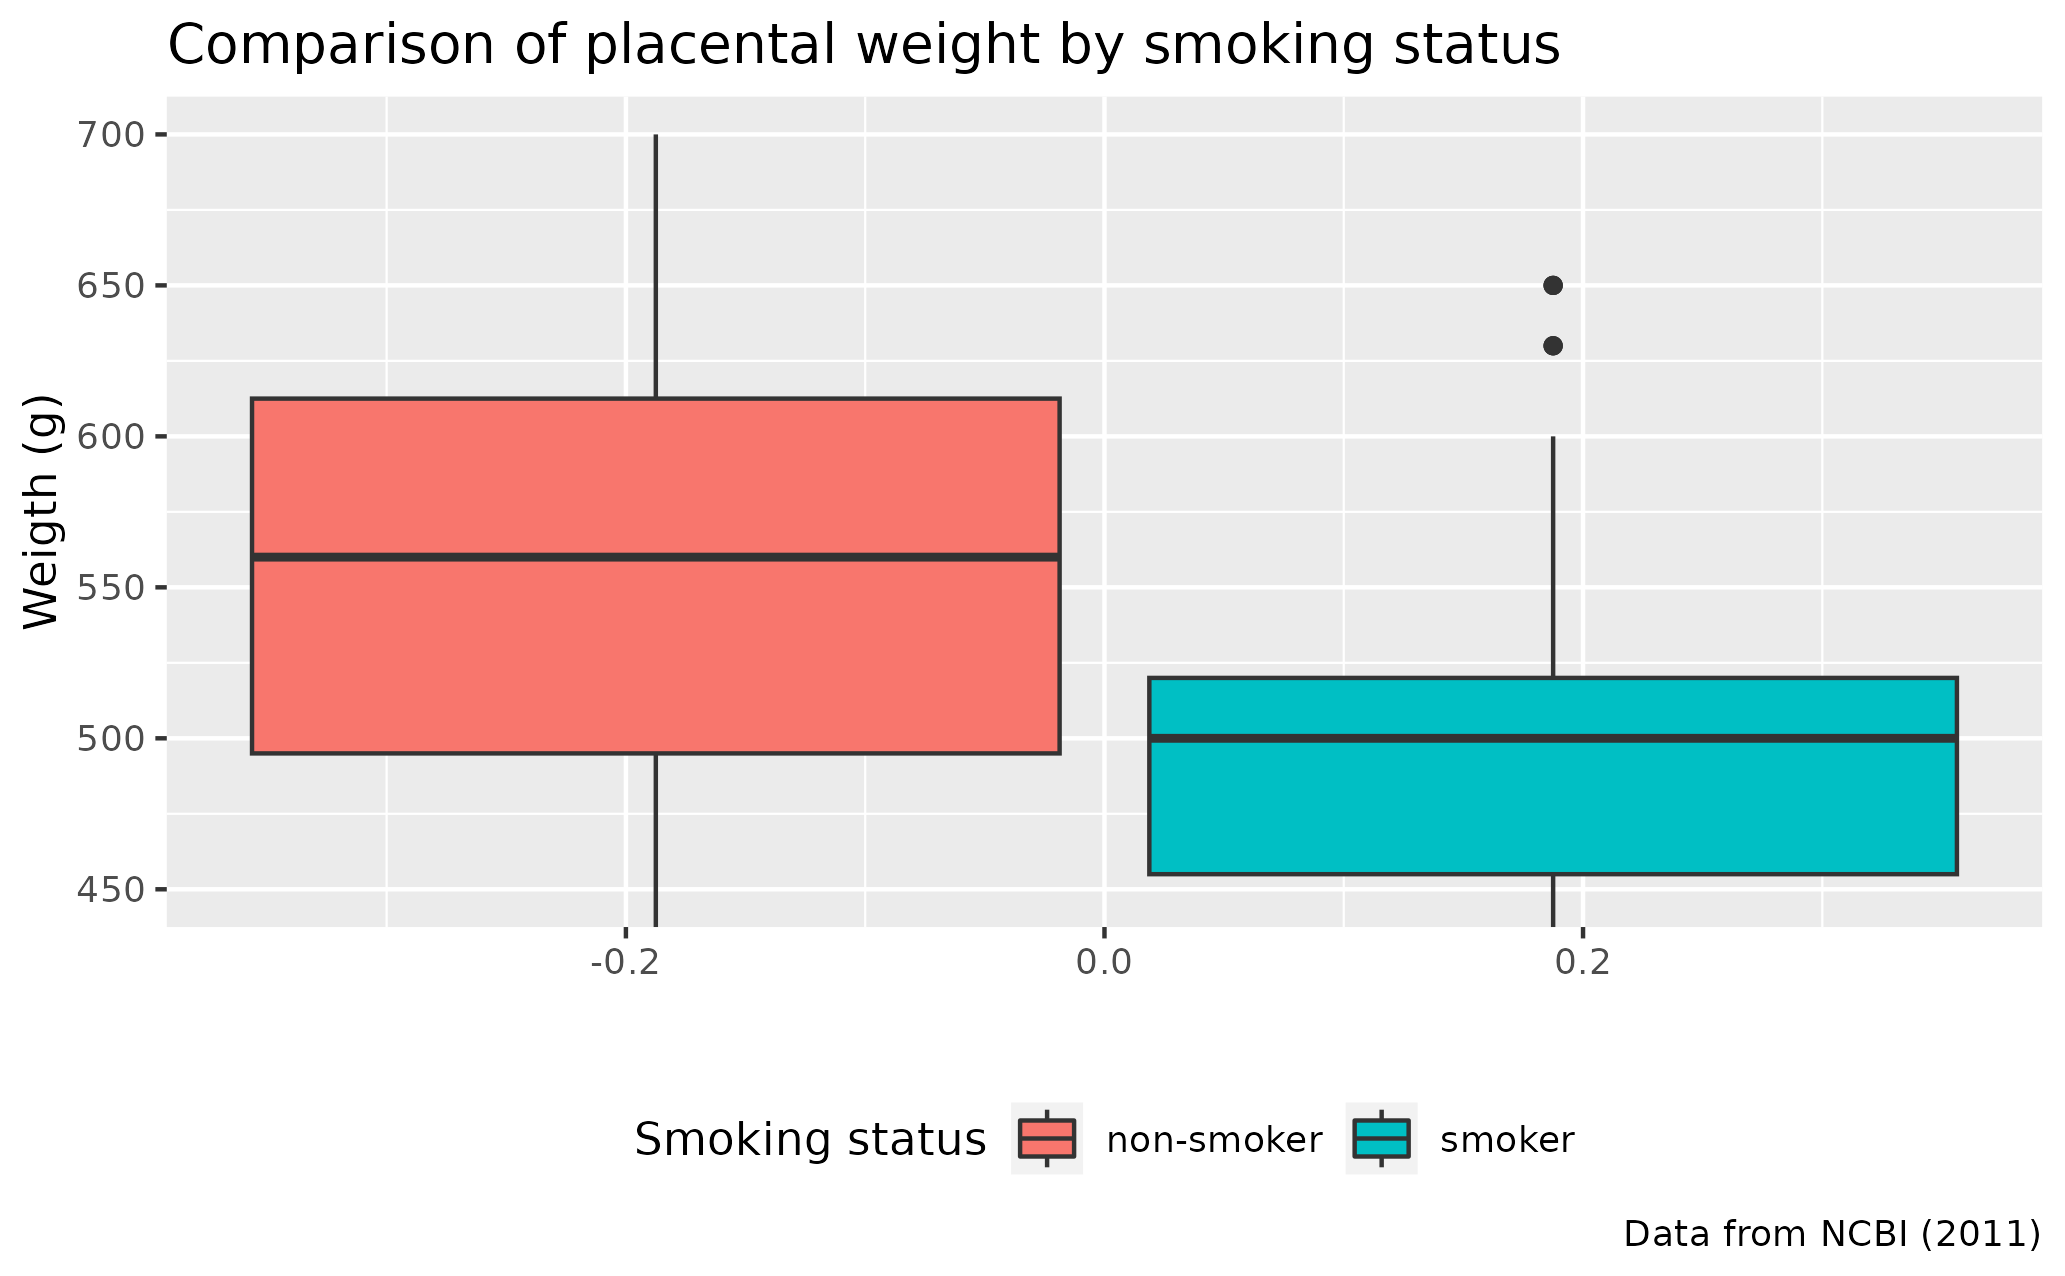 Comparison of placental weight by smoking status
Weigth (g)
700
650
600
550
500
450
-0.2 0.0 0.2
Smoking status non-smoker smoker
Data from NCBI (2011)